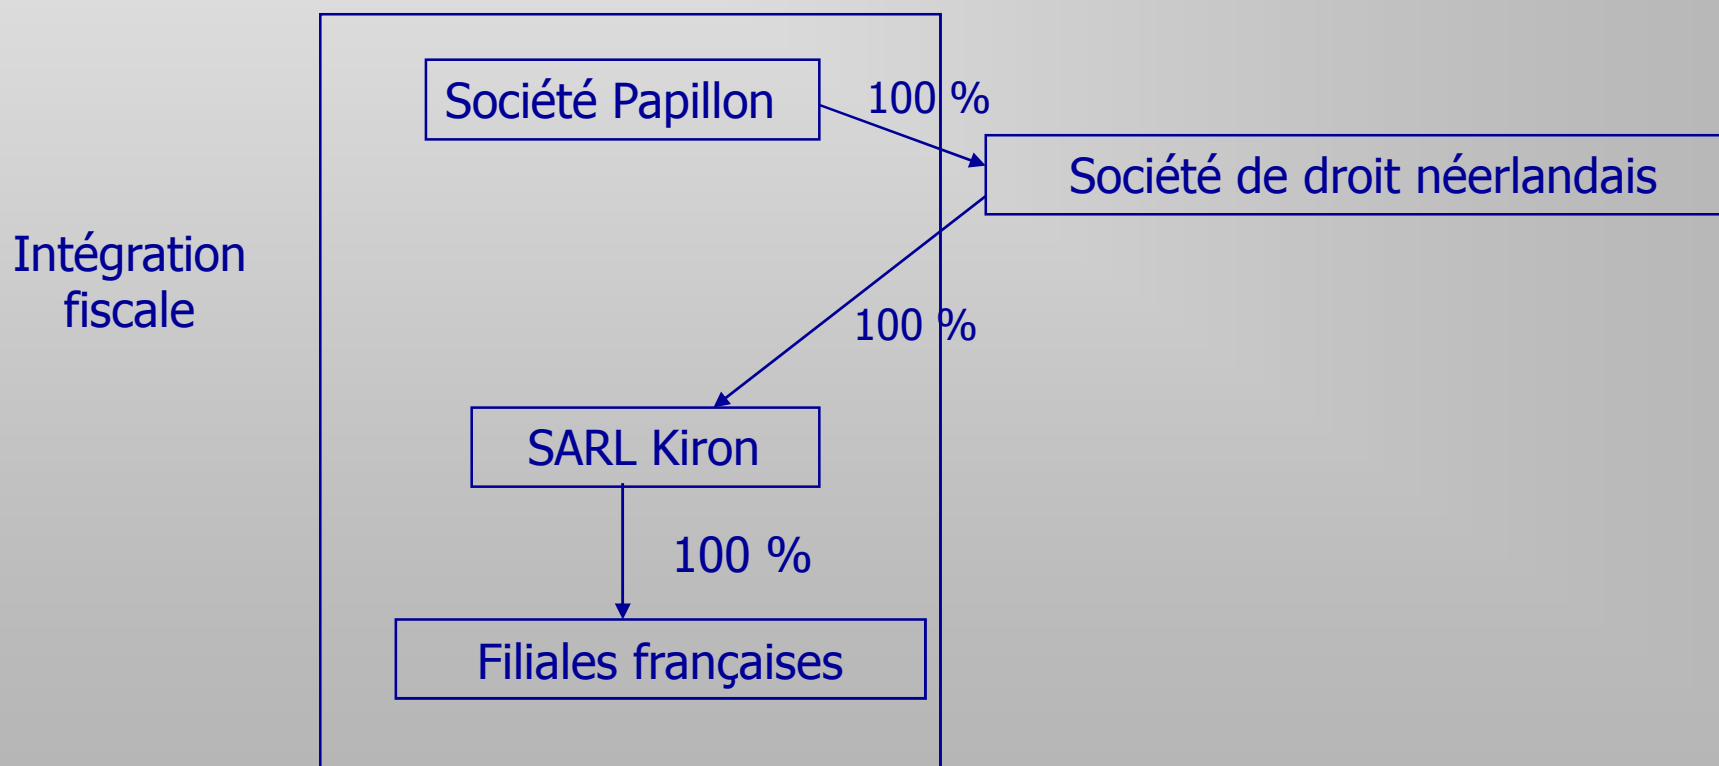 Société Papillon
100 %
Société de droit néerlandais
Intégration
fiscale
100 %
SARL Kiron
100 %
Filiales françaises